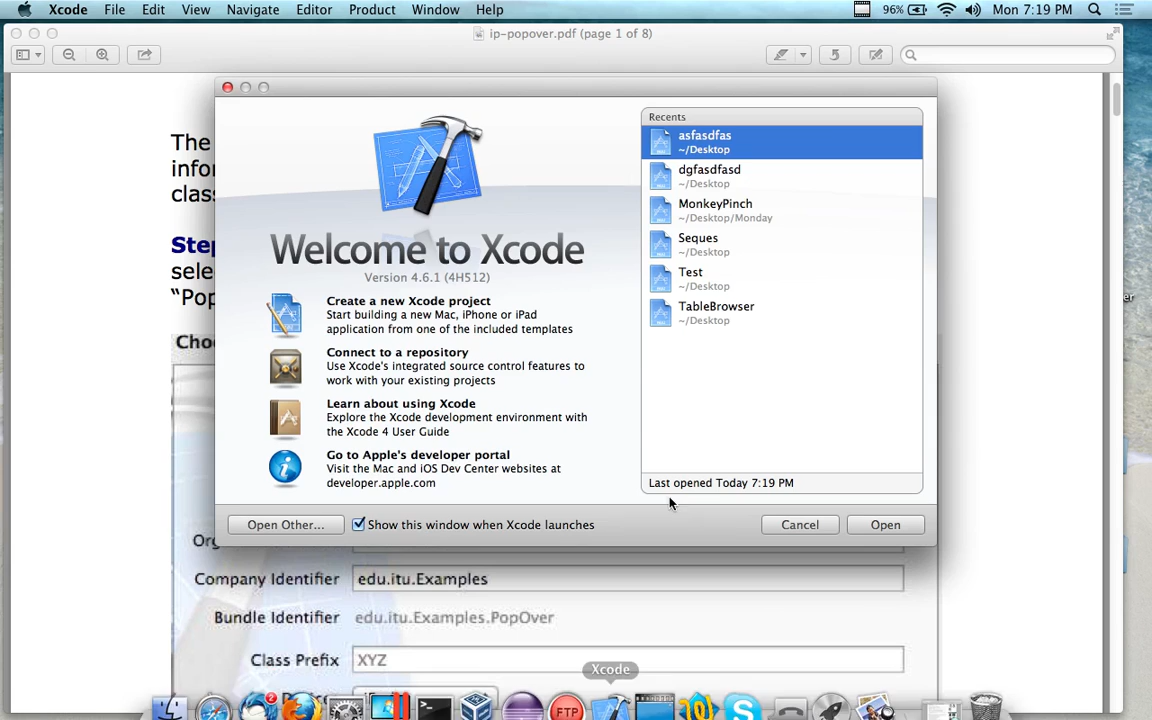 Xcode File Edit View Navigate Editor Product Window Help 96% Mon 7:19 PM
ip-popover.pdf (page 1 of 8)
The
infor
clas
Step
sele
“Pop
Choo
Welcome to Xcode
Version 4.6.1 (4H512)
Create a new Xcode project
Start building a new Mac, iPhone or iPad
application from one of the included templates
Connect to a repository
Use Xcode's integrated source control features to
work with your existing projects
Learn about using Xcode
Explore the Xcode development environment with
the Xcode 4 User Guide
Go to Apple's developer portal
Visit the Mac and iOS Dev Center websites at
developer.apple.com
Recents
asfasdfas
~/Desktop
dgfasdfasd
~/Desktop
MonkeyPinch
~/Desktop/Monday
Seques
~/Desktop
Test
~/Desktop
TableBrowser
~/Desktop
Last opened Today 7:19 PM
Open Other... Show this window when Xcode launches Cancel Open
Org
Company Identifier edu.itu.Examples
Bundle Identifier edu.itu.Examples.PopOver
Class Prefix XYZ
Xcode
2
FTP